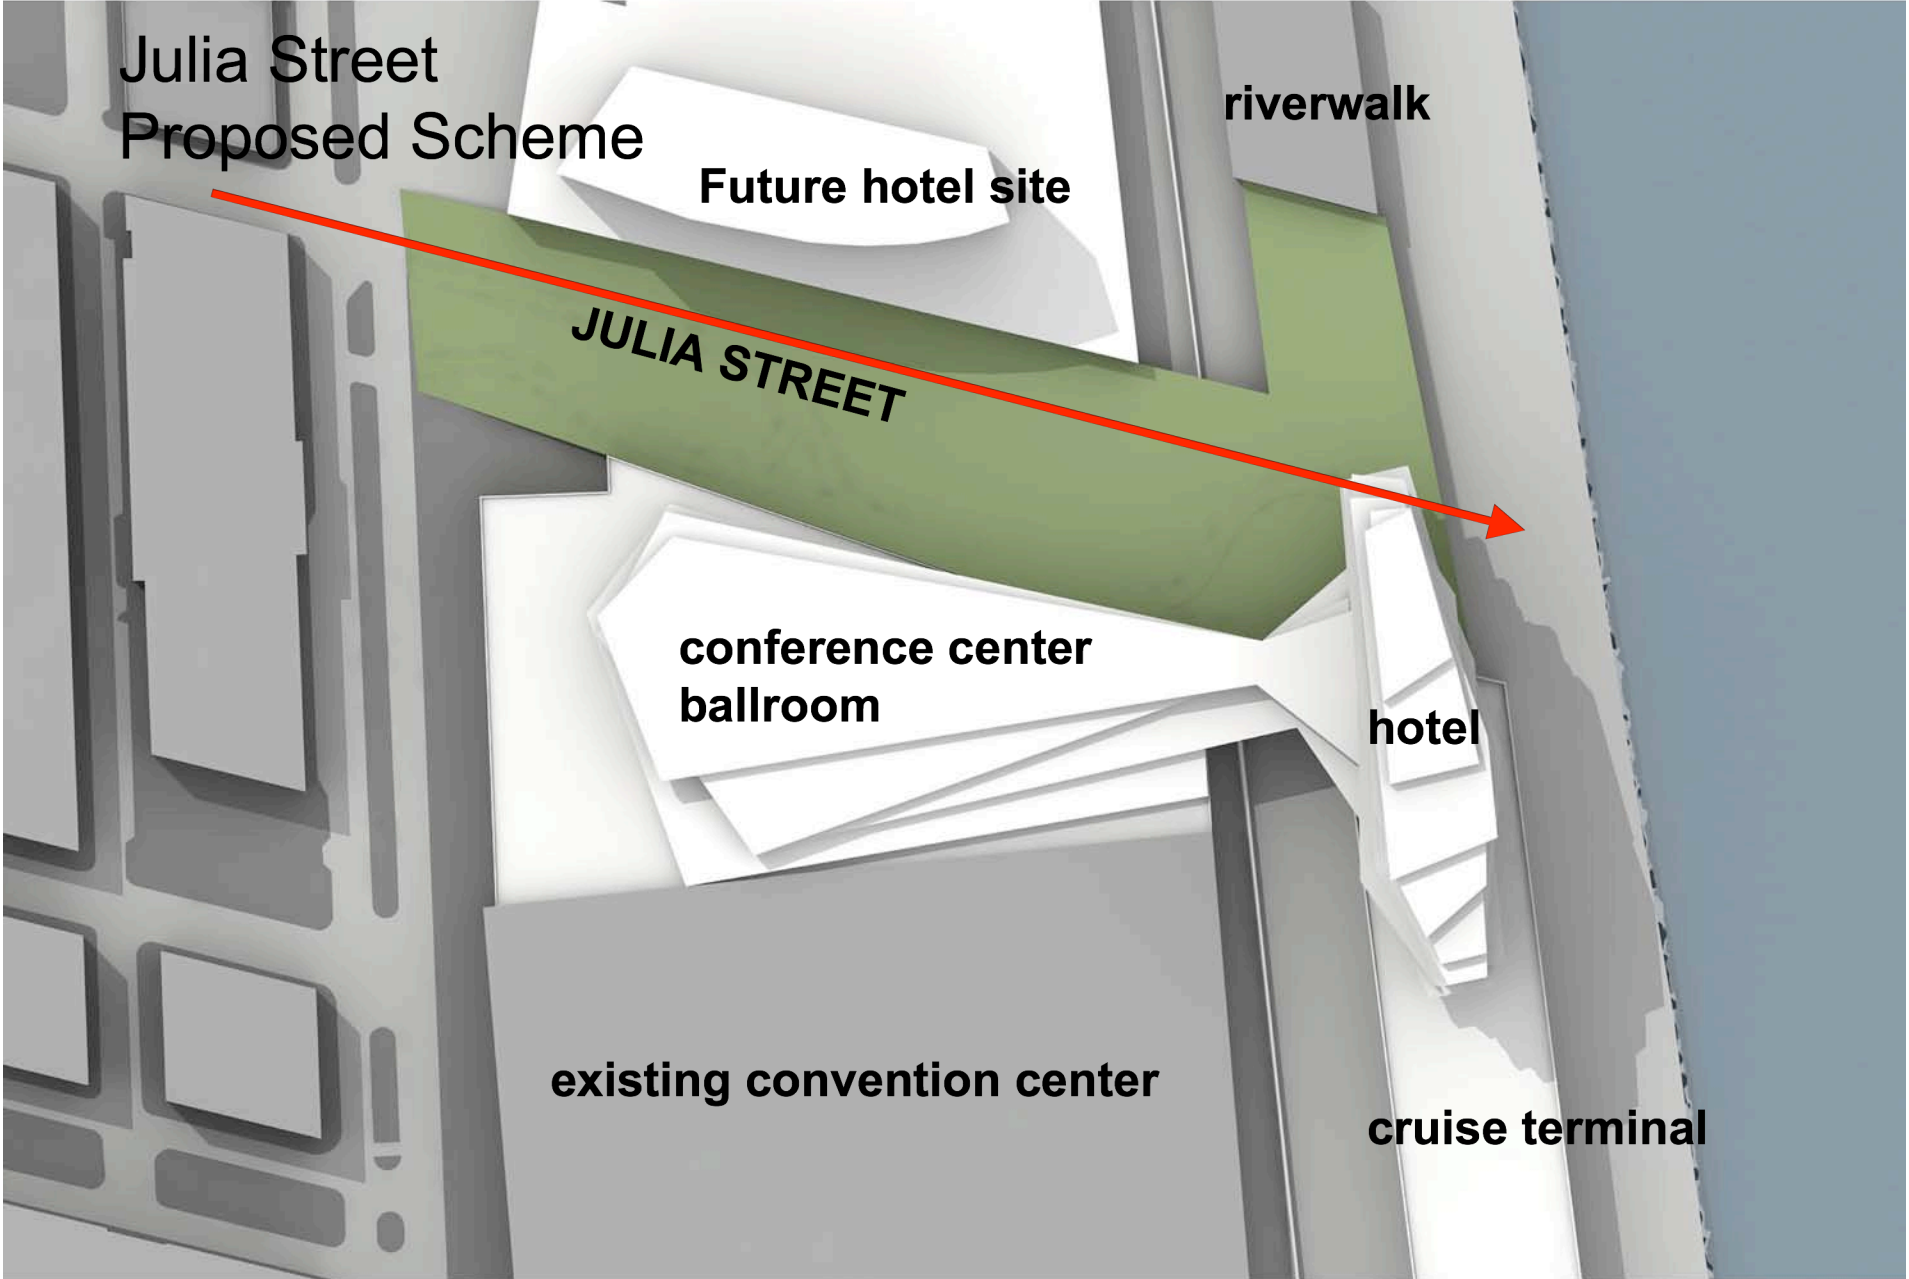 Julia Street
Proposed Scheme
riverwalk
Future hotel site
JULIA STREET
conference center
ballroom
hotel
existing convention center
cruise terminal